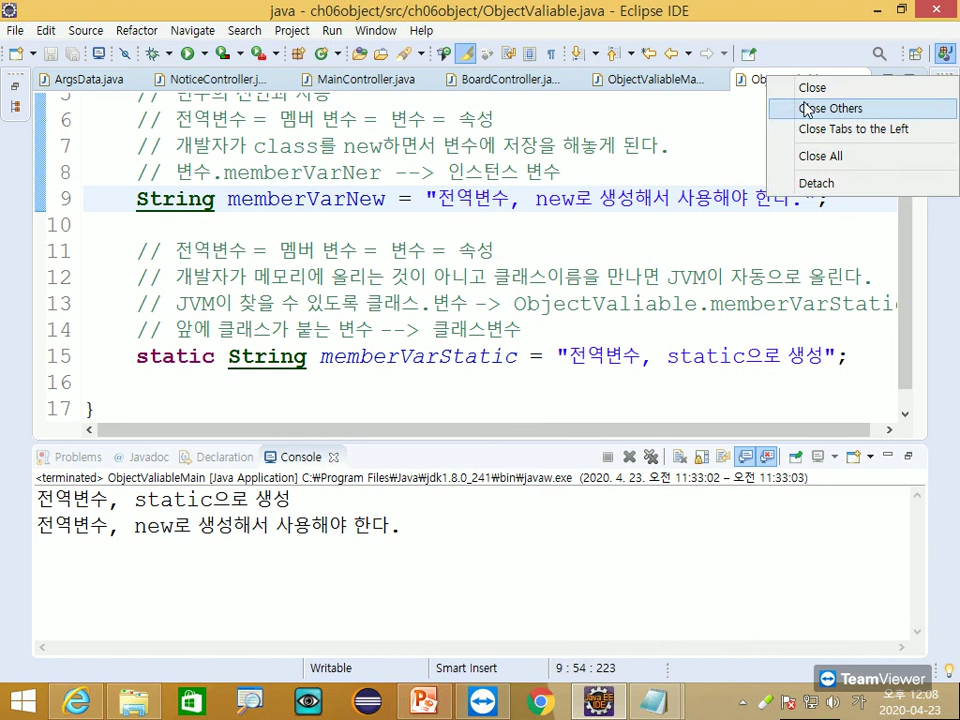 java - ch06object/src/ch06object/ObjectValiable.java - Eclipse IDE
File Edit Source Refactor Navigate Search Project Run Window Help
ArgsData.java NoticeController.j... MainController.java BoardController.ja... ObjectValiableMa...
Close
Close Others
Close Tabs to the Left
Close All
Detach
6 // 전역변수 = 멤버 변수 = 변수 = 속성
7 // 개발자가 class를 new하면서 변수에 저장을 해놓게 된다.
8 // 변수.memberVarNer --> 인스턴스 변수
9 String memberVarNew = "전역변수, new로 생성해서 사용해야 한다.";
10
11 // 전역변수 = 멤버 변수 = 변수 = 속성
12 // 개발자가 메모리에 올리는 것이 아니고 클래스이름을 만나면 JVM이 자동으로 올린다.
13 // JVM이 찾을 수 있도록 클래스.변수 -> ObjectValiable.memberVarStatic
14 // 앞에 클래스가 붙는 변수 --> 클래스변수
15 static String memberVarStatic = "전역변수, static으로 생성";
16
17 }
Problems Javadoc Declaration Console
<terminated> ObjectValiableMain [Java Application] C:₩Program Files₩Java₩jdk1.8.0_241₩bin₩javaw.exe (2020. 4. 23. 오전 11:33:02 – 오전 11:33:03)
전역변수, static으로 생성
전역변수, new로 생성해서 사용해야 한다.
Writable Smart Insert 9 : 54 : 223
TeamViewer
오후 12:08
2020-04-23